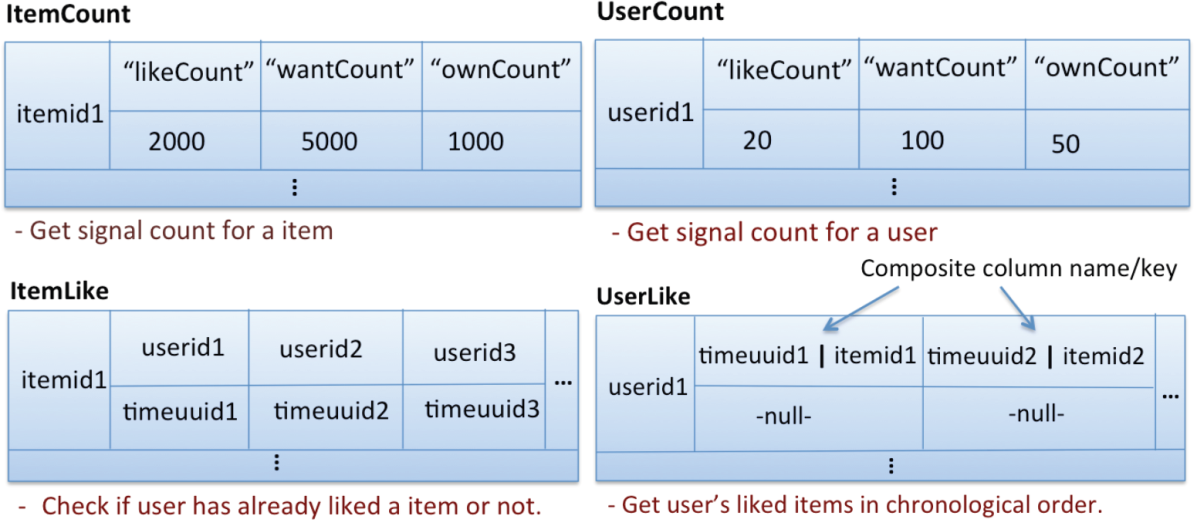 ItemCount
"likeCount" "wantCount" "ownCount"
itemid1
2000 5000 1000
⋮
- Get signal count for a item
UserCount
"likeCount" "wantCount" "ownCount"
userid1
20 100 50
⋮
- Get signal count for a user
ItemLike
userid1 userid2 userid3
itemid1 ...
timeuuid1 timeuuid2 timeuuid3
⋮
- Check if user has already liked a item or not.
Composite column name/key
UserLike
timeuuid1 | itemid1 timeuuid2 | itemid2
userid1 ...
-null- -null-
⋮
- Get user's liked items in chronological order.